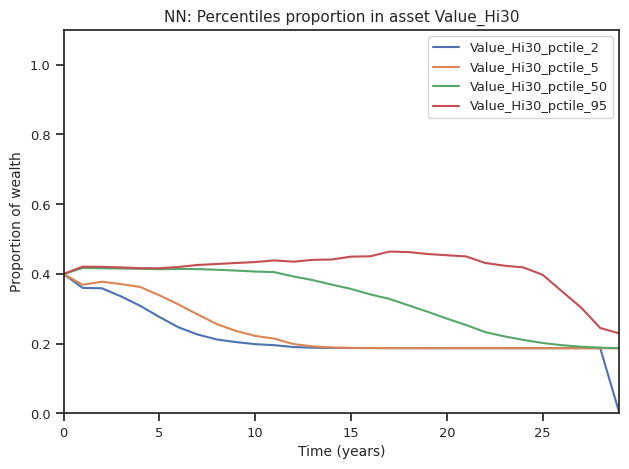 NN: Percentiles proportion in asset Value_Hi30
Value_Hi30_pctile_2
Value_Hi30_pctile_5
Value_Hi30_pctile_50
Value_Hi30_pctile_95
Proportion of wealth
1.0
0.8
0.6
0.4
0.2
0.0
0 5 10 15 20 25
Time (years)